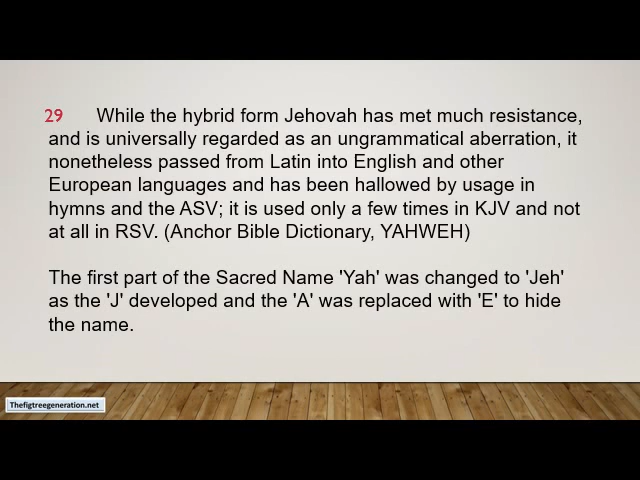 29 While the hybrid form Jehovah has met much resistance,
and is universally regarded as an ungrammatical aberration, it
nonetheless passed from Latin into English and other
European languages and has been hallowed by usage in
hymns and the ASV; it is used only a few times in KJV and not
at all in RSV. (Anchor Bible Dictionary, YAHWEH)
The first part of the Sacred Name 'Yah' was changed to 'Jeh'
as the 'J' developed and the 'A' was replaced with 'E' to hide
the name.
Thefigtreegeneration.net